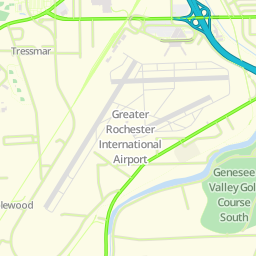 Tressmar
Greater
Rochester
International
Airport
Genesee
Valley Gol
Course
South
lewood